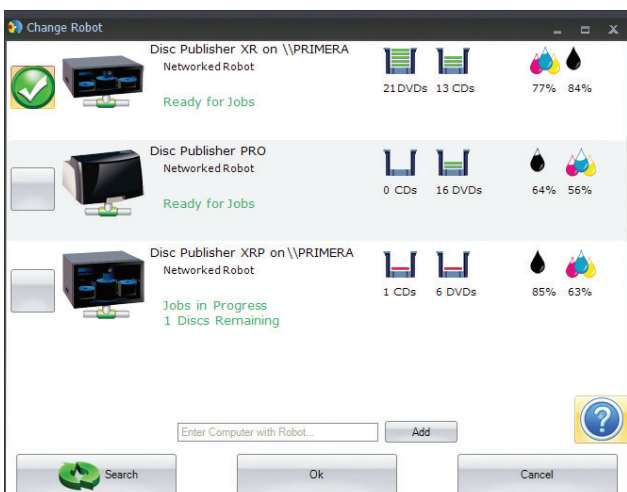 Change Robot
Disc Publisher XR on \\PRIMERA
Networked Robot
Ready for Jobs
21DVDs 13 CDs 77% 84%
Disc Publisher PRO
Networked Robot
Ready for Jobs
0 CDs 16 DVDs 64% 56%
Disc Publisher XRP on \\PRIMERA
Networked Robot
Jobs in Progress
1 Discs Remaining
1 CDs 6 DVDs 85% 63%
Enter Computer with Robot... Add
Search Ok Cancel